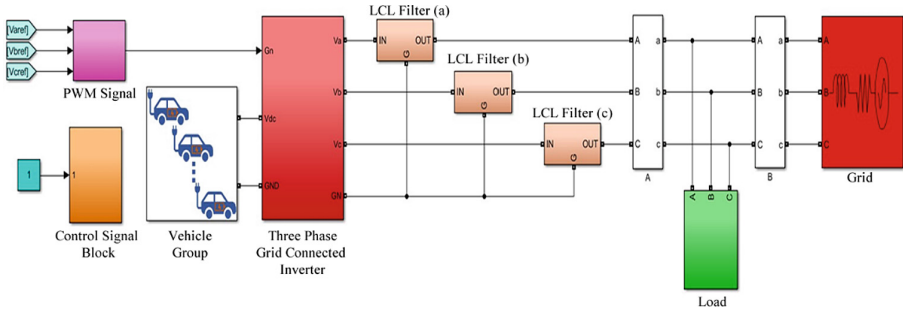 LCL Filter (a)
[Varef]
[Vbref]
[Vcref]
PWM Signal
Gn
Va
IN
OUT
G
LCL Filter (b)
Vb
IN
OUT
G
LCL Filter (c)
Vdc
Vc
IN
OUT
G
GND
GN
A
a
B
b
C
c
A
A
a
B
b
C
c
B
A
B
C
Grid
1
1
Control Signal
Block
Vehicle
Group
Three Phase
Grid Connected
Inverter
A
B
C
Load